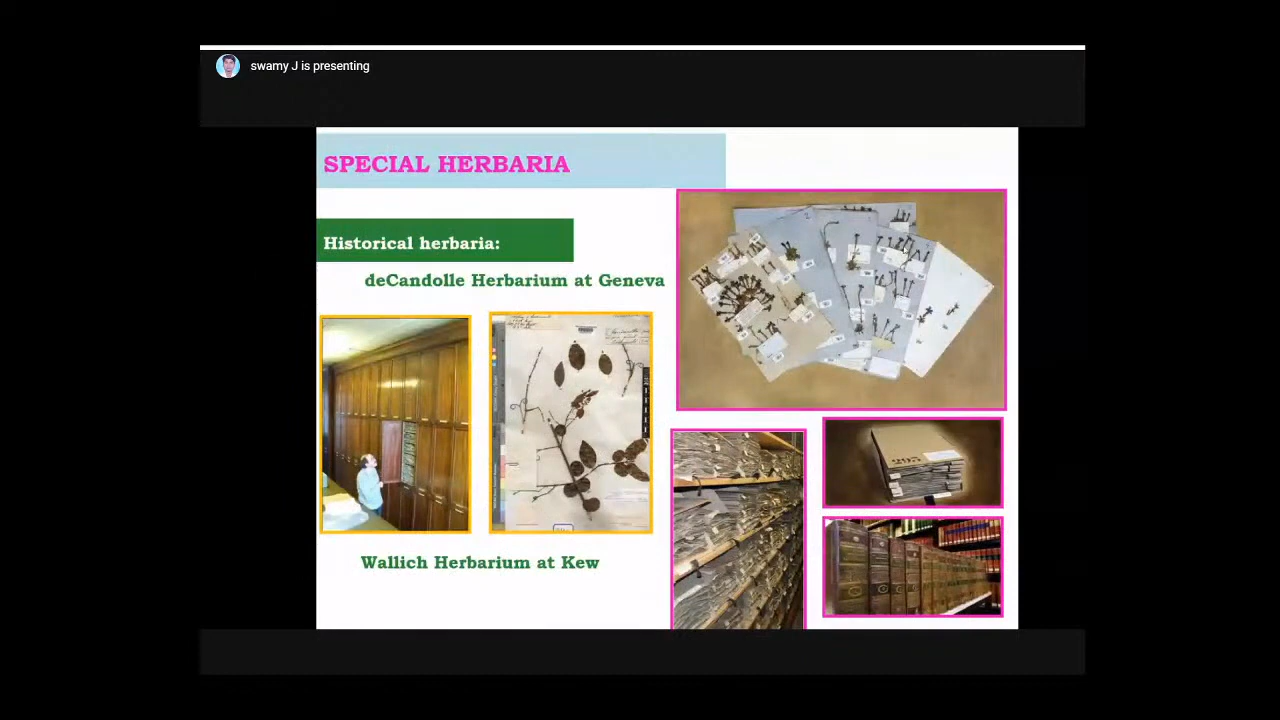 swamy J is presenting
SPECIAL HERBARIA
Historical herbaria:
deCandolle Herbarium at Geneva
Wallich Herbarium at Kew